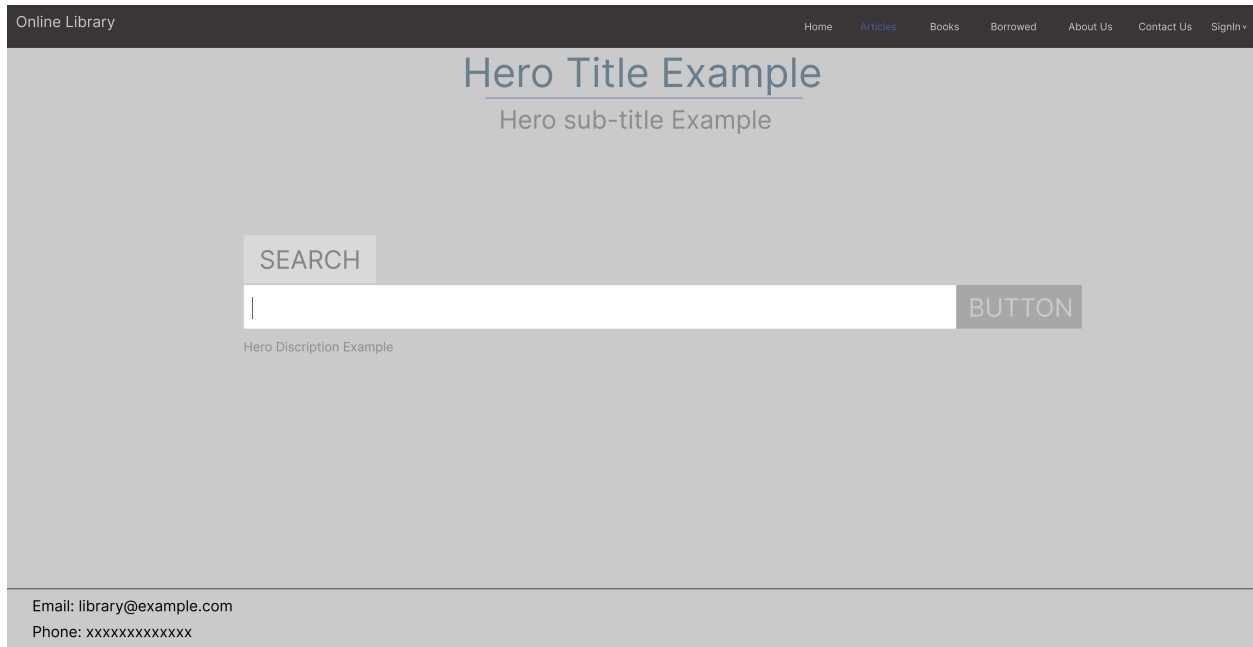 Online Library
Home Articles Books Borrowed About Us Contact Us SignIn
Hero Title Example
Hero sub-title Example
SEARCH
BUTTON
Hero Discription Example
Email: library@example.com
Phone: xxxxxxxxxxxxx